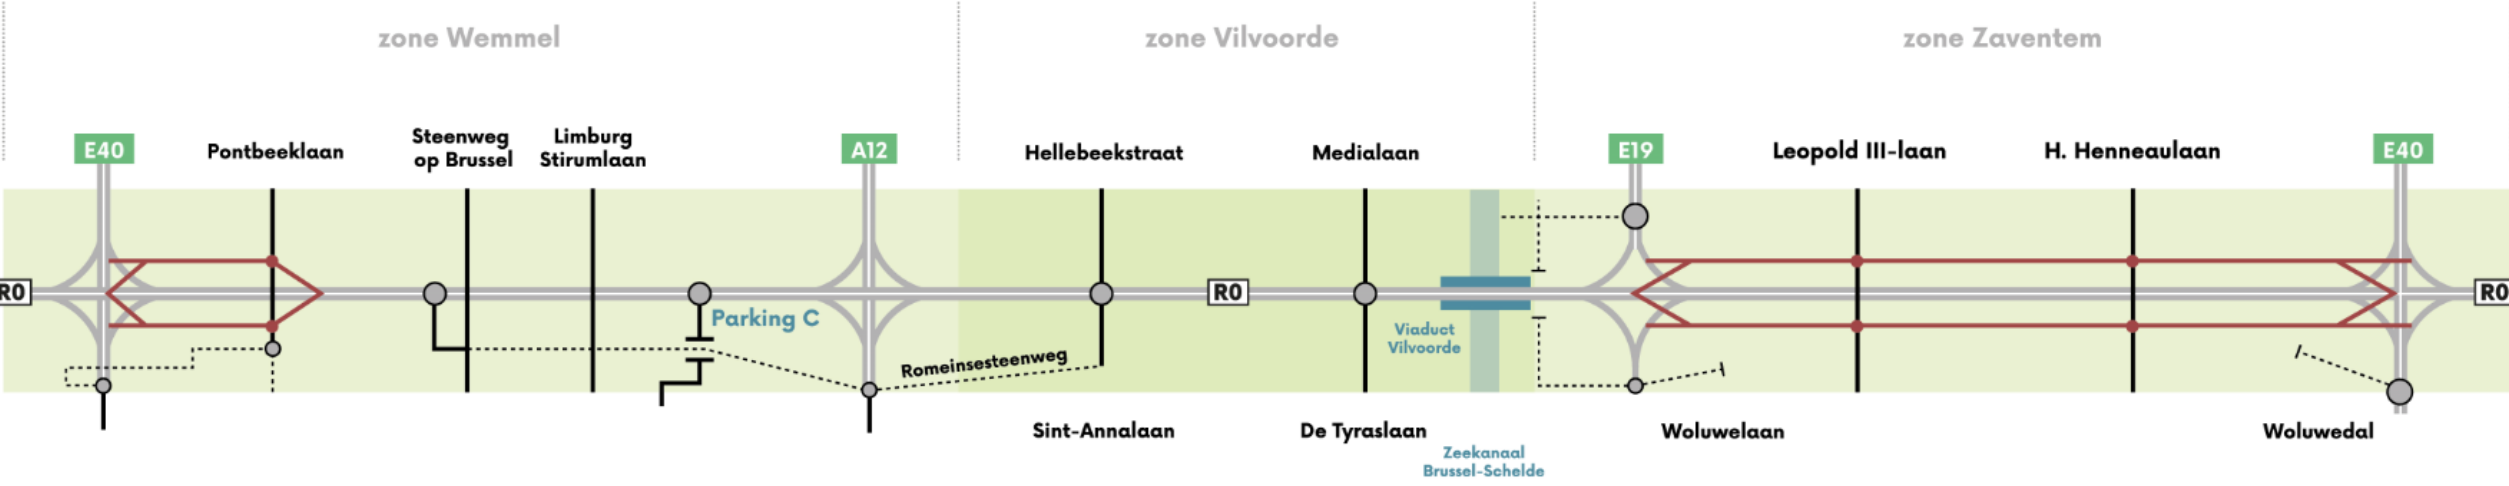 zone Wemmel
zone Vilvoorde
zone Zaventem
E40
Pontbeeklaan
Steenweg
op Brussel
Limburg
Stirumlaan
A12
Hellebeekstraat
Medialaan
E19
Leopold III-laan
H. Henneaulaan
E40
R0
R0
R0
Parking C
Viaduct
Vilvoorde
Romeinsesteenweg
Sint-Annalaan
De Tyraslaan
Woluwelaan
Woluwedal
Zeekanaal
Brussel-Schelde